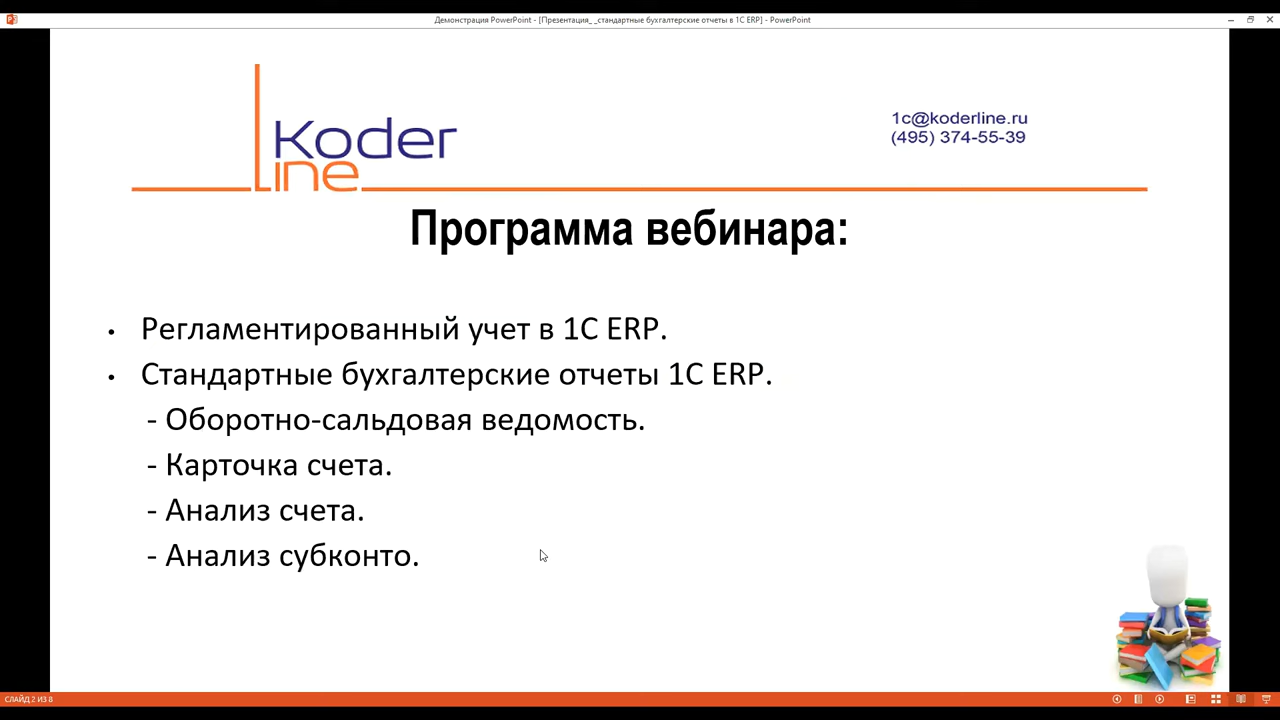 Демонстрация PowerPoint - [Презентация_ _стандартные бухгалтерские отчеты в 1С ERP] - PowerPoint
Koder
Line
1c@koderline.ru
(495) 374-55-39
Программа вебинара:
• Регламентированный учет в 1С ERP.
• Стандартные бухгалтерские отчеты 1С ERP.
- Оборотно-сальдовая ведомость.
- Карточка счета.
- Анализ счета.
- Анализ субконто.
СЛАЙД 2 ИЗ 8